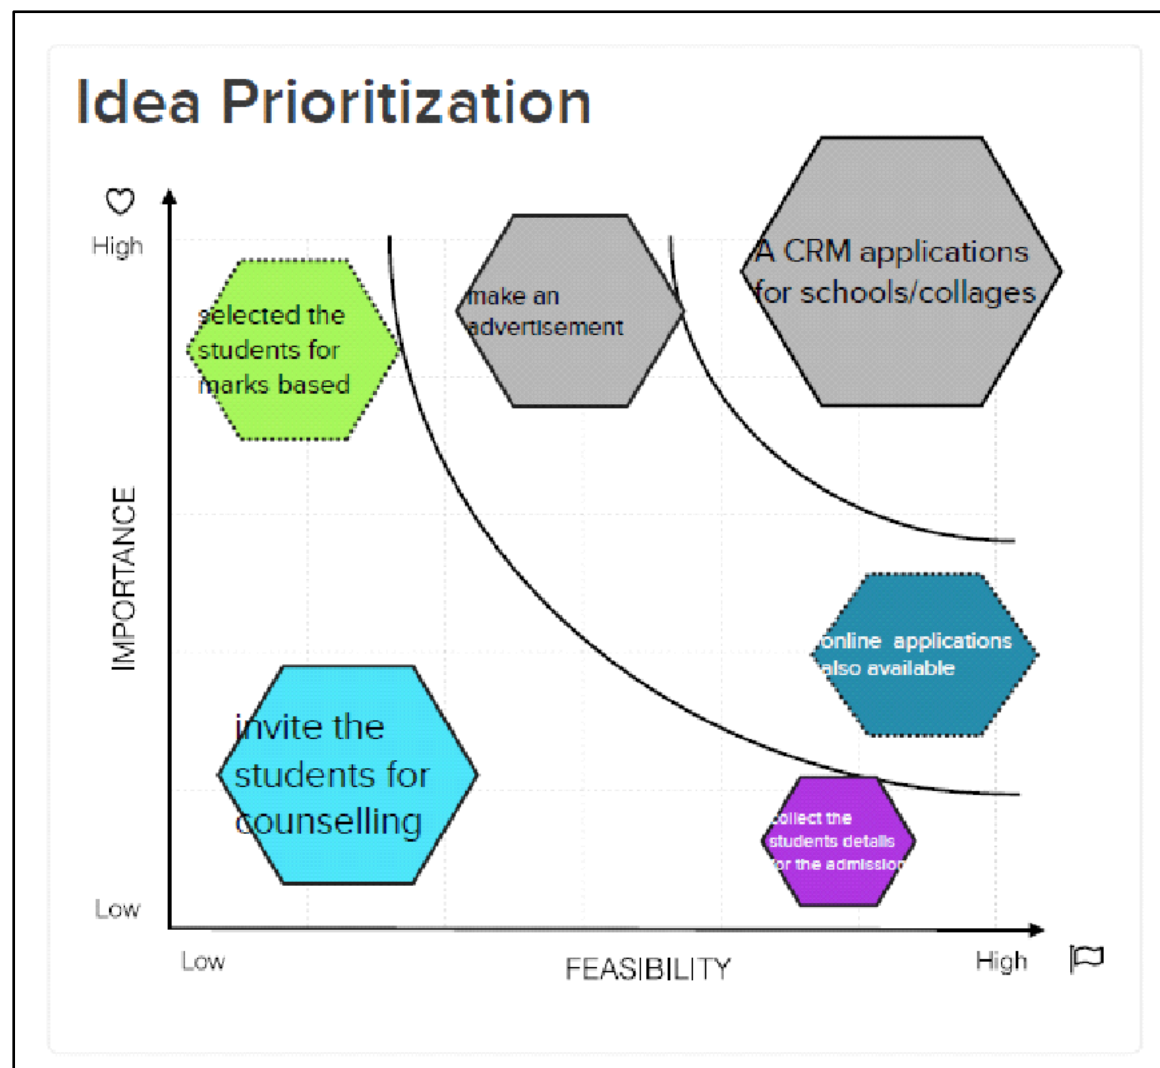 Idea Prioritization
High
selected the
students for
marks based
make an
advertisement
A CRM applications
for schools/collages
IMPORTANCE
online applications
also available
invite the
students for
counselling
collect the
students details
for the admission
Low
Low
FEASIBILITY
High